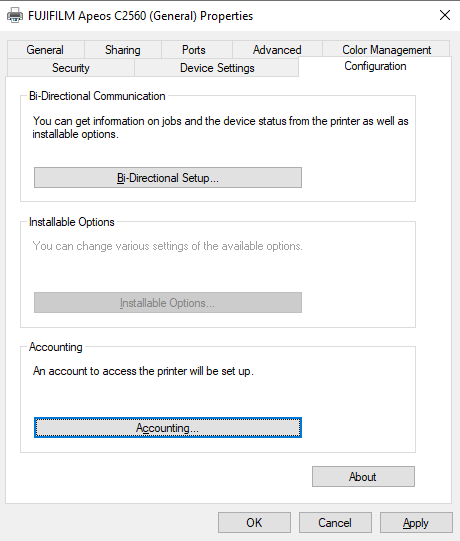 FUJIFILM Apeos C2560 (General) Properties
General Sharing Ports Advanced Color Management
Security Device Settings Configuration
Bi-Directional Communication
You can get information on jobs and the device status from the printer as well as
installable options.
Bi-Directional Setup...
Installable Options
You can change various settings of the available options.
Installable Options...
Accounting
An account to access the printer will be set up.
Accounting...
About
OK Cancel Apply